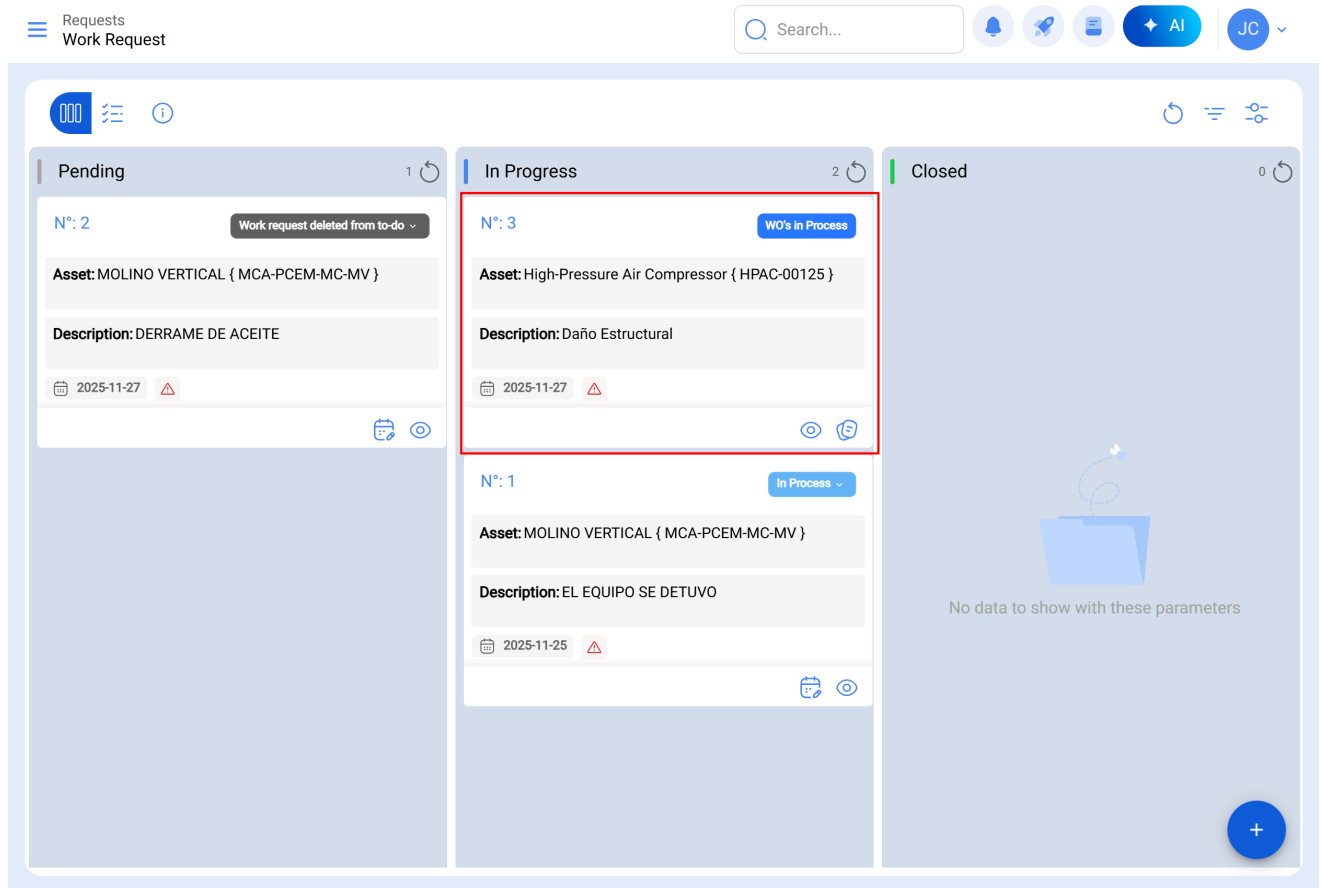 Requests
Work Request
Search...
AI
JC
Pending
1
N°: 2
Work request deleted from to-do
Asset: MOLINO VERTICAL { MCA-PCEM-MC-MV }
Description: DERRAME DE ACEITE
2025-11-27
In Progress
2
N°: 3
WO's in Process
Asset: High-Pressure Air Compressor { HPAC-00125 }
Description: Daño Estructural
2025-11-27
N°: 1
In Process
Asset: MOLINO VERTICAL { MCA-PCEM-MC-MV }
Description: EL EQUIPO SE DETUVO
2025-11-25
Closed
0
No data to show with these parameters